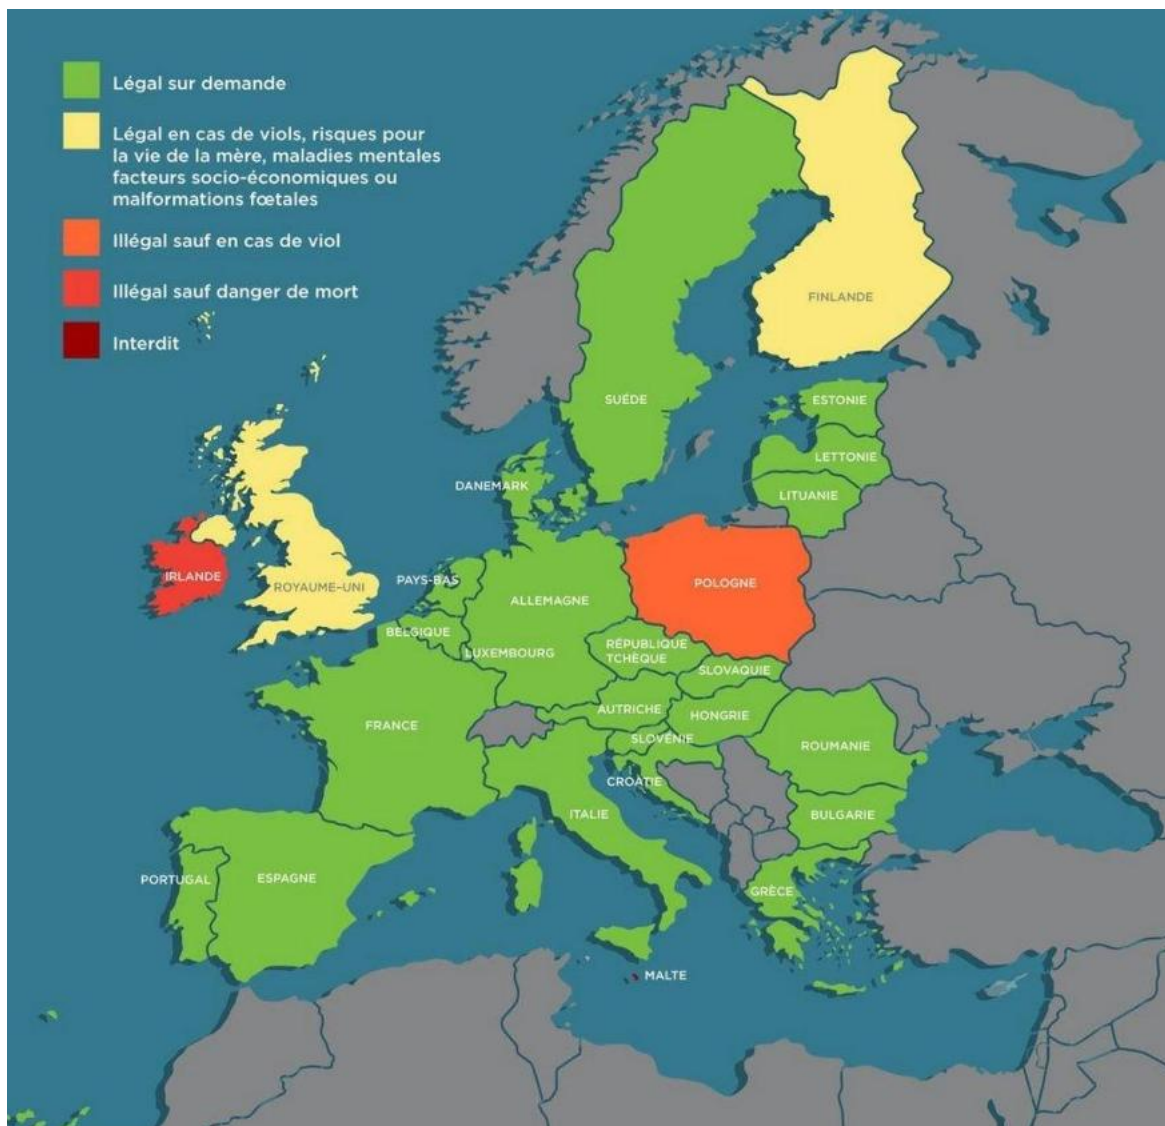 Légal sur demande
Légal en cas de viols, risques pour
la vie de la mère, maladies mentales
facteurs socio-économiques ou
malformations fœtales
Illégal sauf en cas de viol
Illégal sauf danger de mort
Interdit
FINLANDE
SUÉDE
ESTONIE
LETTONIE
LITUANIE
DANEMARK
IRLANDE
ROYAUME-UNI
PAYS-BAS
ALLEMAGNE
POLOGNE
BELGIQUE
LUXEMBOURG
RÉPUBLIQUE
TCHÈQUE
SLOVAQUIE
FRANCE
AUTRICHE
HONGRIE
SLOVÉNIE
ROUMANIE
CROATIE
ITALIE
BULGARIE
PORTUGAL
ESPAGNE
GRÈCE
MALTE